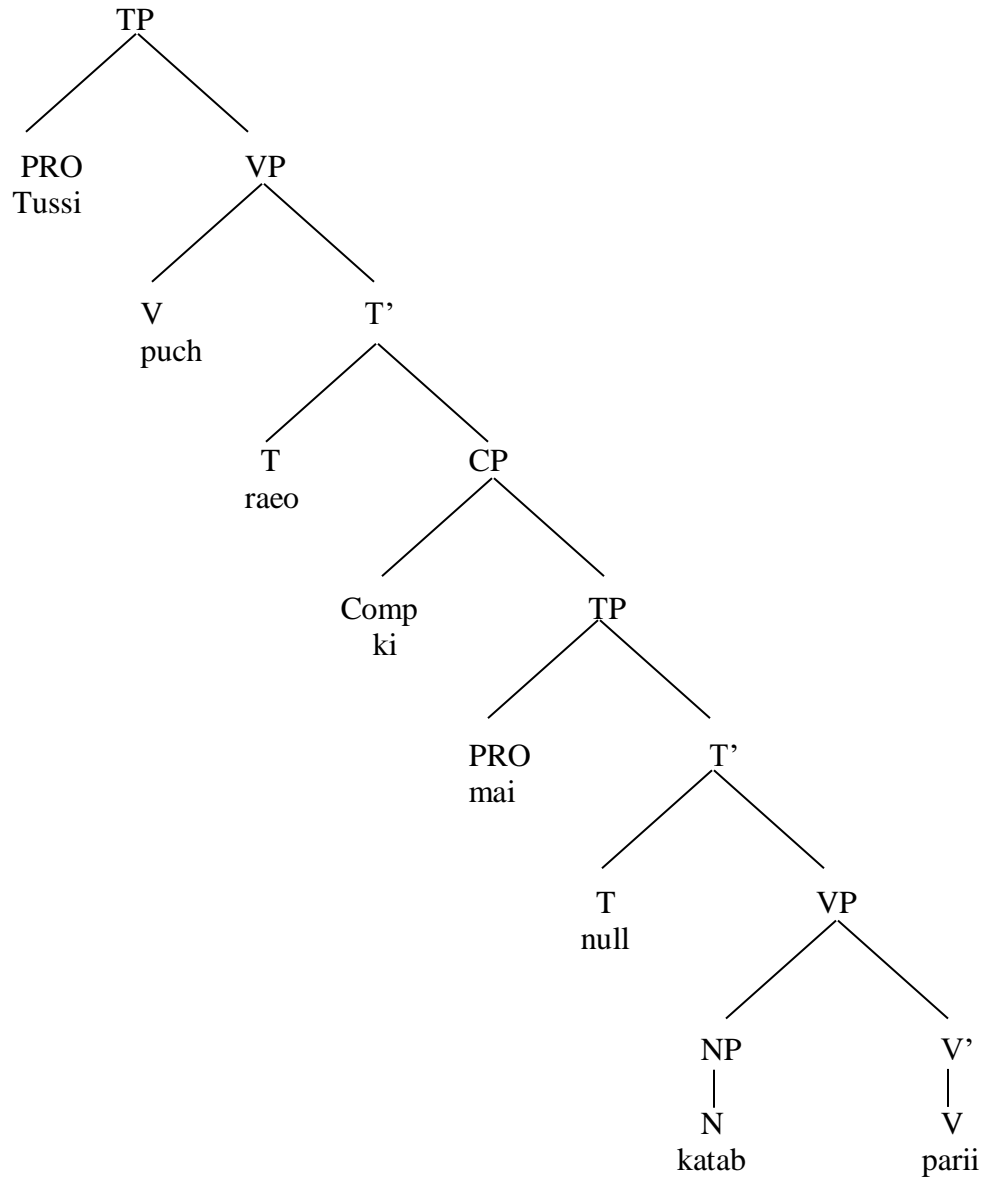 TP
PRO VP
Tussi
V T’
puch
T CP
raeo
Comp TP
ki
PRO T’
mai
T VP
null
NP V’
N V
katab parii